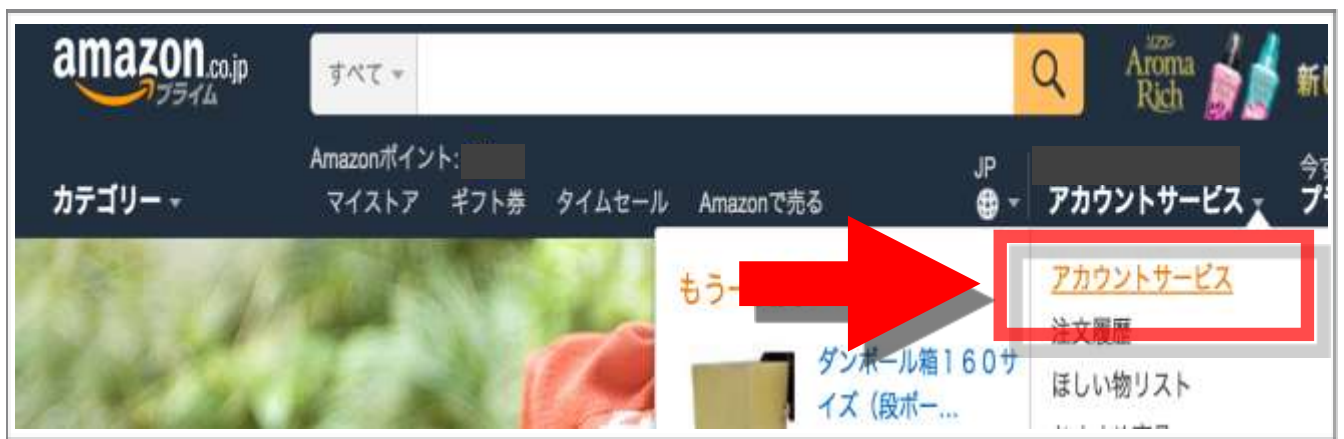 amazon.co.jp
プライム
すべて
Aroma
Rich
Amazonポイント:
JP
カテゴリー
マイストア ギフト券 タイムセール Amazonで売る
アカウントサービス
もう一
アカウントサービス
注文履歴
ダンボール箱160サ
イズ（段ボー...
ほしい物リスト